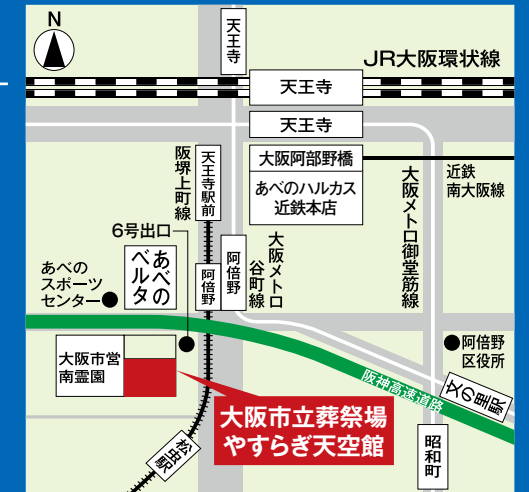 N
天王寺
JR大阪環状線
天王寺
天王寺
大阪阿部野橋
あべのハルカス
近鉄本店
近鉄
南大阪線
阪堺上町線
天王寺駅前
6号出口
あべの
ベルタ
あべの
スポーツ
センター
阿倍野
阿倍野
大阪メトロ
谷町線
大阪メトロ御堂筋線
阿倍野
区役所
大阪市営
南霊園
阪神高速道路
文の里駅
大阪市立葬祭場
やすらぎ天空館
松虫駅
昭和町